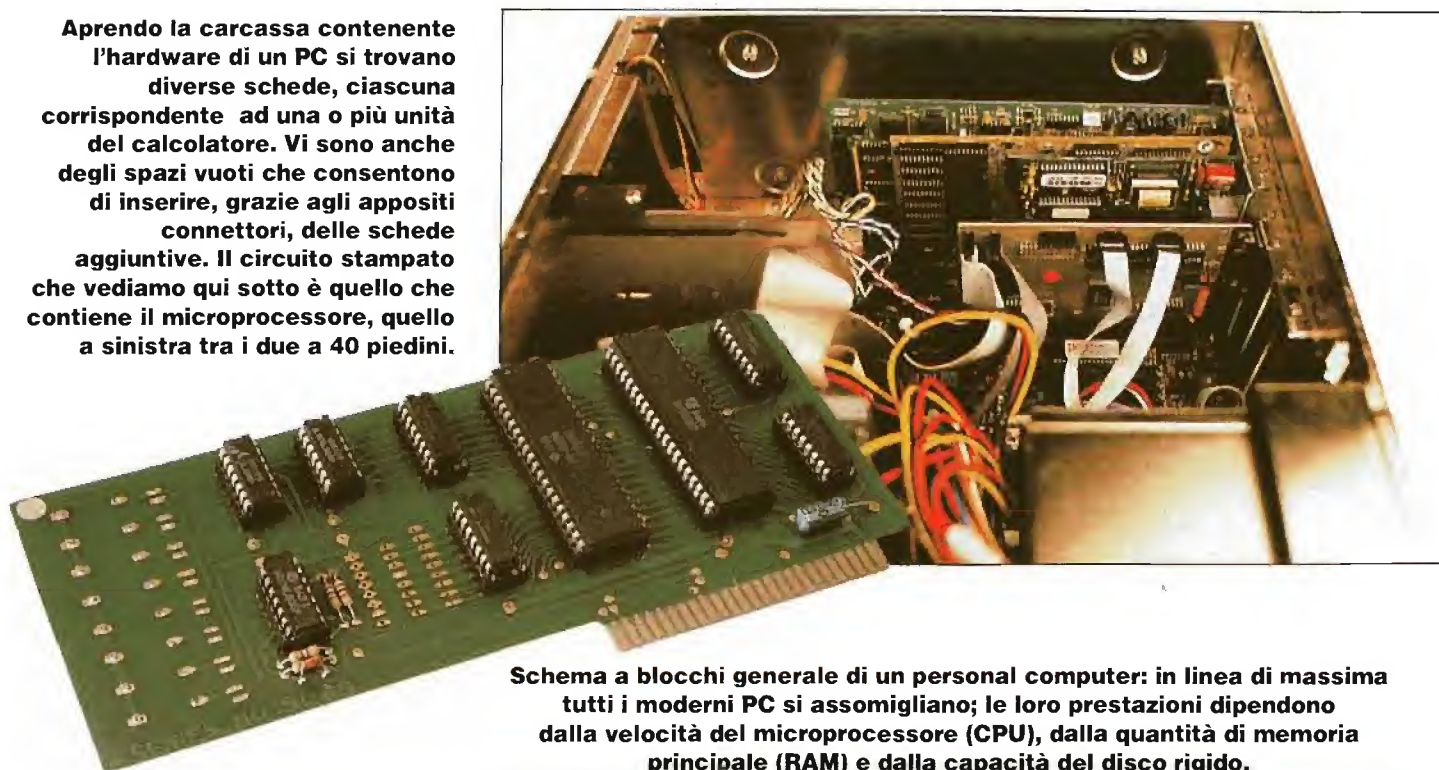 Aprendo la carcassa contenente
l'hardware di un PC si trovano
diverse schede, ciascuna
corrispondente ad una o più unità
del calcolatore. Vi sono anche
degli spazi vuoti che consentono
di inserire, grazie agli appositi
connettori, delle schede
aggiuntive. Il circuito stampato
che vediamo qui sotto è quello che
contiene il microprocessore, quello
a sinistra tra i due a 40 piedini.
Schema a blocchi generale di un personal computer: in linea di massima
tutti i moderni PC si assomigliano; le loro prestazioni dipendono
dalla velocità del microprocessore (CPU), dalla quantità di memoria
principale (RAM) e dalla capacità del disco rigido.